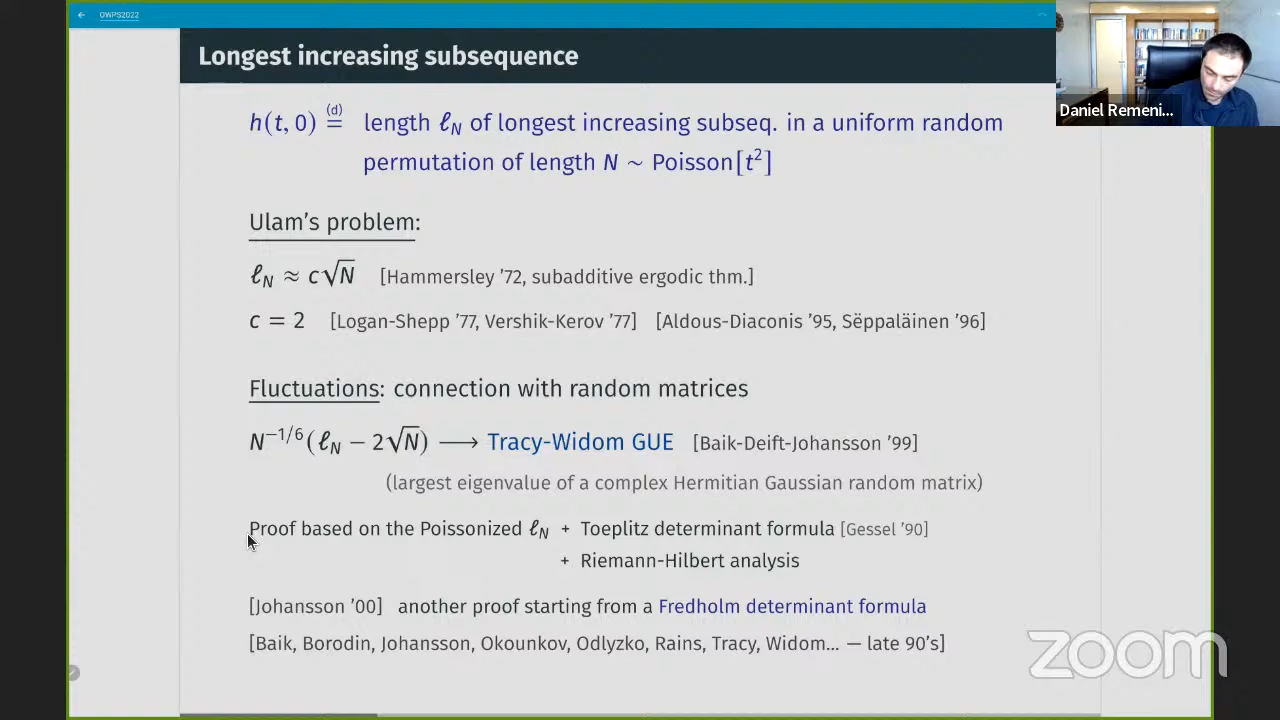 OWPS2022
Longest increasing subsequence
Daniel Remeni...
h(t, 0) (d)= length ℓ_N of longest increasing subseq. in a uniform random
permutation of length N ∼ Poisson[t²]
Ulam's problem:
ℓ_N ≈ c√N [Hammersley '72, subadditive ergodic thm.]
c = 2 [Logan-Shepp '77, Vershik-Kerov '77] [Aldous-Diaconis '95, Sëppaläinen '96]
Fluctuations: connection with random matrices
N^{-1/6}(ℓ_N − 2√N) ⟶ Tracy-Widom GUE [Baik-Deift-Johansson '99]
(largest eigenvalue of a complex Hermitian Gaussian random matrix)
Proof based on the Poissonized ℓ_N + Toeplitz determinant formula [Gessel '90]
+ Riemann-Hilbert analysis
[Johansson '00] another proof starting from a Fredholm determinant formula
[Baik, Borodin, Johansson, Okounkov, Odlyzko, Rains, Tracy, Widom... — late 90's]
zoom